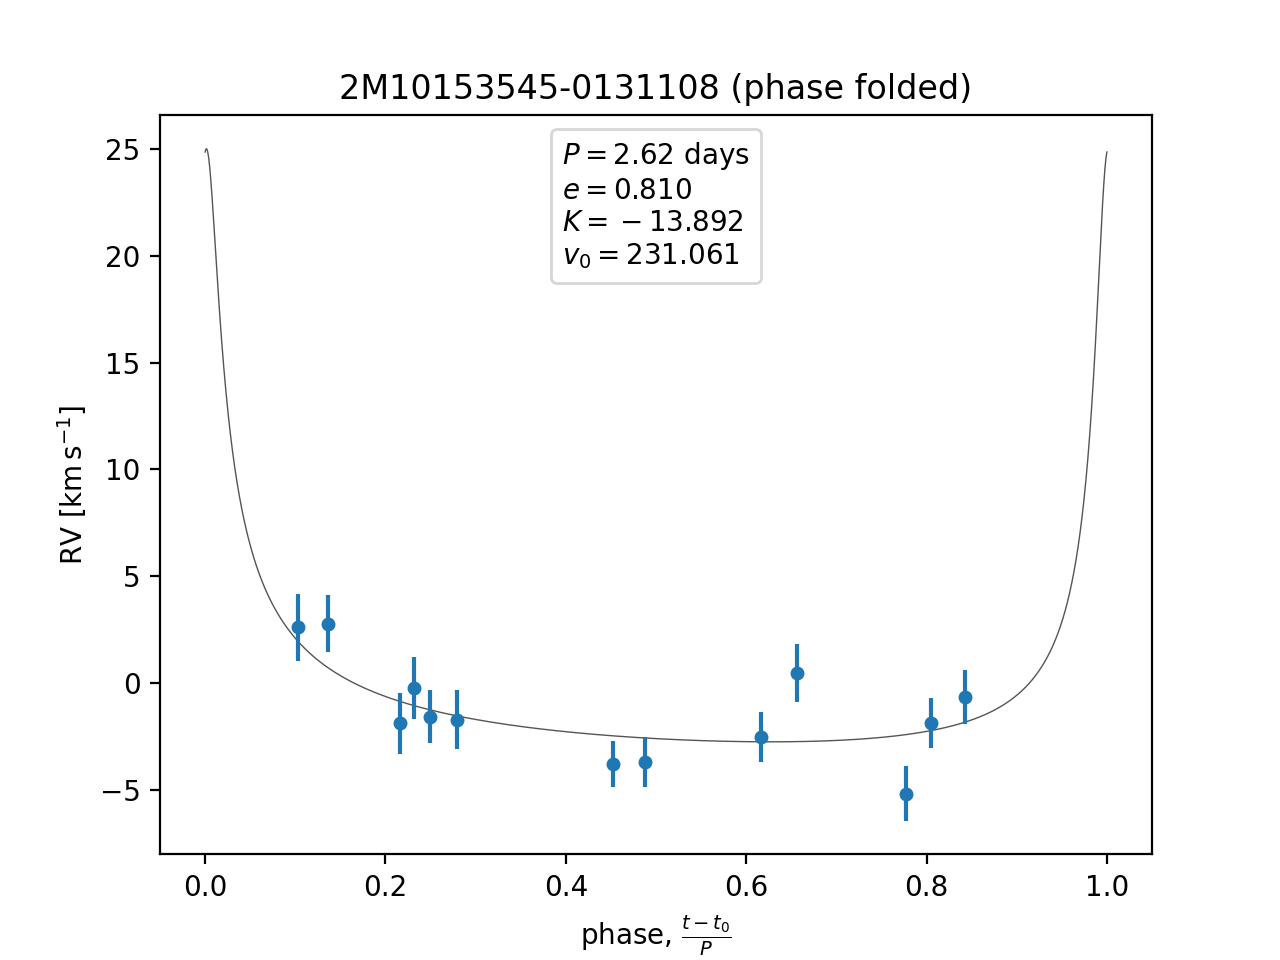 2M10153545-0131108 (phase folded)
P = 2.62 days
e = 0.810
K = −13.892
v₀ = 231.061
25
20
15
10
5
0
−5
RV [km s⁻¹]
0.0 0.2 0.4 0.6 0.8 1.0
phase, (t − t₀)/P